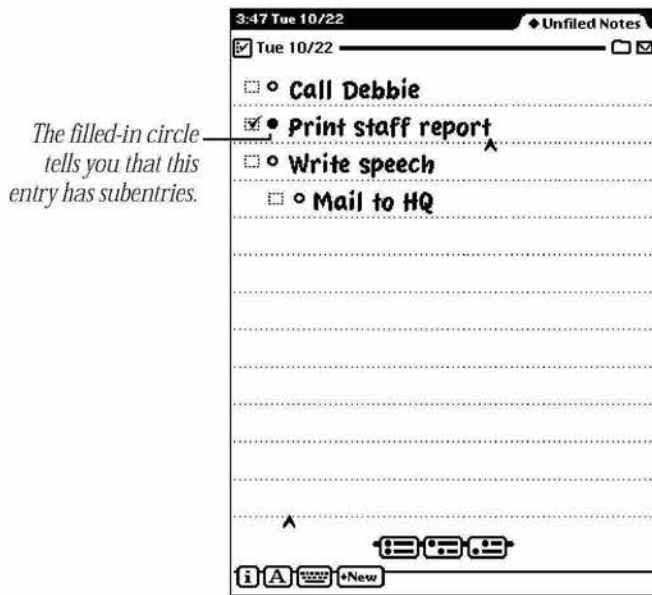 3:47 Tue 10/22
Unfiled Notes
Tue 10/22
Call Debbie
Print staff report
Write speech
Mail to HQ
The filled-in circle
tells you that this
entry has subentries.
i A New